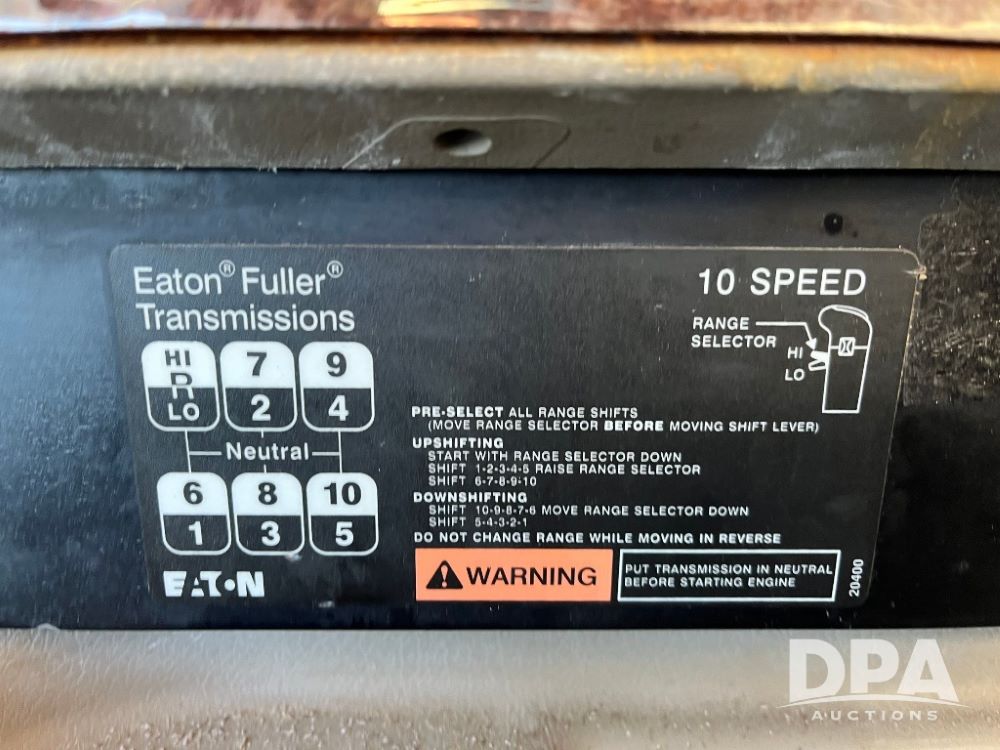 Eaton® Fuller®
Transmissions
10 SPEED
RANGE
SELECTOR
HI
LO
HI
R
LO
7
2
9
4
Neutral
6
1
8
3
10
5
EATON
PRE-SELECT ALL RANGE SHIFTS
(MOVE RANGE SELECTOR BEFORE MOVING SHIFT LEVER)
UPSHIFTING
START WITH RANGE SELECTOR DOWN
SHIFT 1-2-3-4-5 RAISE RANGE SELECTOR
SHIFT 6-7-8-9-10
DOWNSHIFTING
SHIFT 10-9-8-7-6 MOVE RANGE SELECTOR DOWN
SHIFT 5-4-3-2-1
DO NOT CHANGE RANGE WHILE MOVING IN REVERSE
WARNING
PUT TRANSMISSION IN NEUTRAL
BEFORE STARTING ENGINE
20400
DPA
AUCTIONS